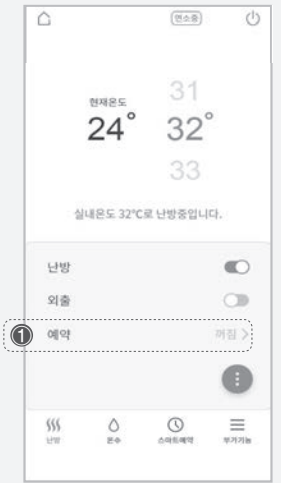 연소중
31
현재온도
24° 32°
33
실내온도 32℃로 난방중입니다.
난방
외출
① 예약 꺼짐 >
난방 온수 스마트예약 부가기능